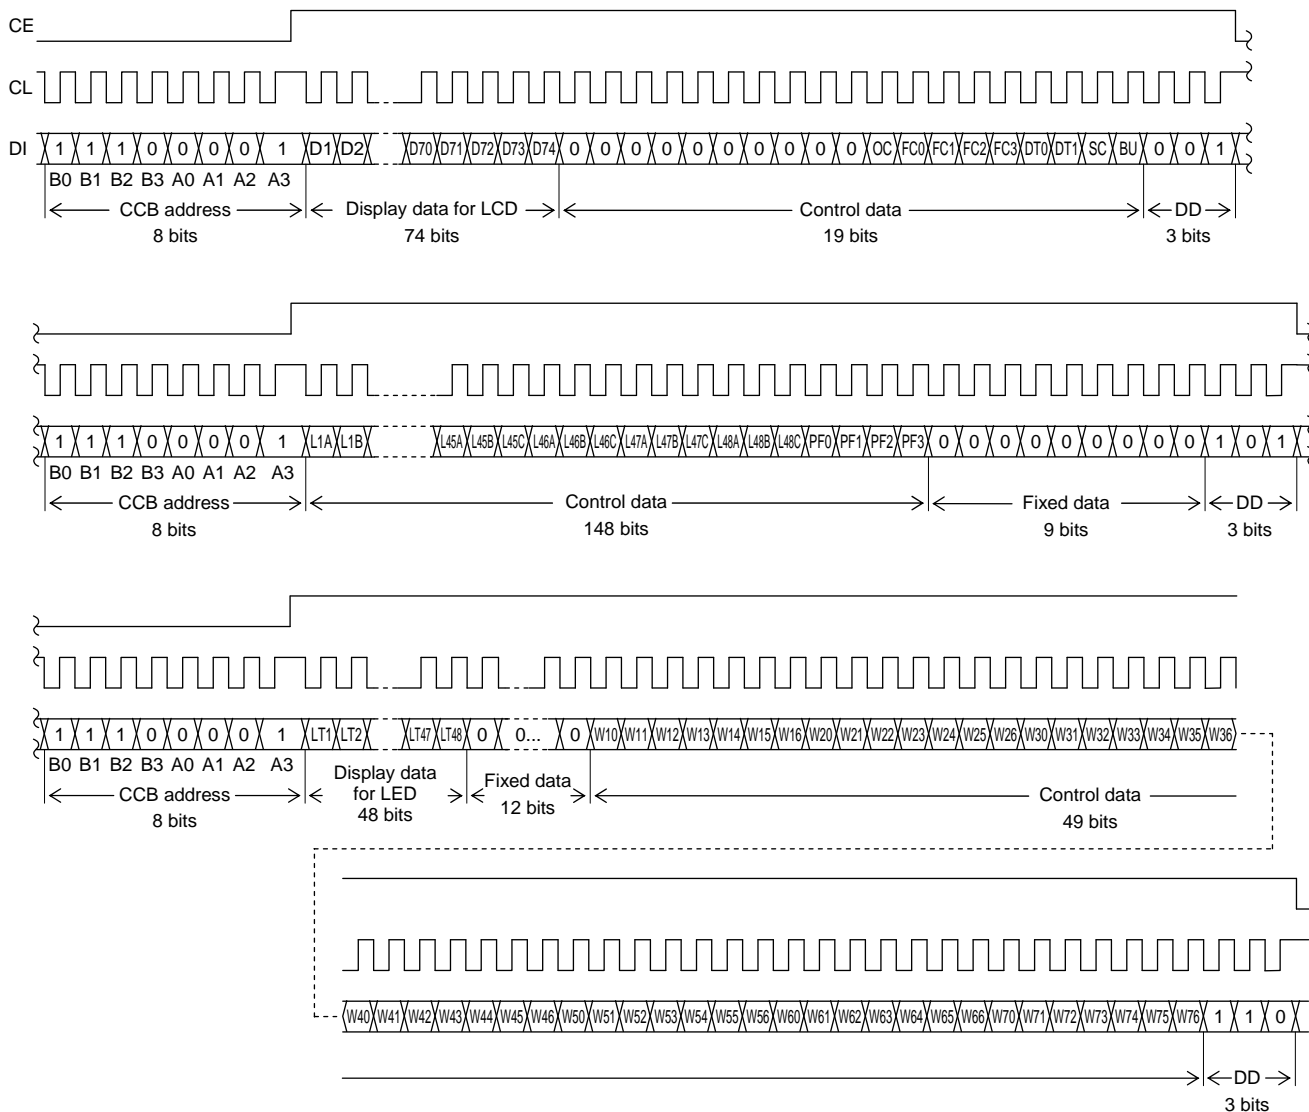 CE
CL
DI 1 1 1 0 0 0 0 1 D1 D2 D70 D71 D72 D73 D74 0 0 0 0 0 0 0 0 0 0 OC FC0 FC1 FC2 FC3 DT0 DT1 SC BU 0 0 1
B0 B1 B2 B3 A0 A1 A2 A3
CCB address Display data for LCD Control data DD
8 bits 74 bits 19 bits 3 bits
1 1 1 0 0 0 0 1 L1A L1B L45A L45B L45C L46A L46B L46C L47A L47B L47C L48A L48B L48C PF0 PF1 PF2 PF3 0 0 0 0 0 0 0 0 0 1 0 1
B0 B1 B2 B3 A0 A1 A2 A3
CCB address Control data Fixed data DD
8 bits 148 bits 9 bits 3 bits
1 1 1 0 0 0 0 1 LT1 LT2 LT47 LT48 0 0... 0 W10 W11 W12 W13 W14 W15 W16 W20 W21 W22 W23 W24 W25 W26 W30 W31 W32 W33 W34 W35 W36
B0 B1 B2 B3 A0 A1 A2 A3
CCB address Display data for LED Fixed data Control data
8 bits 48 bits 12 bits 49 bits
W40 W41 W42 W43 W44 W45 W46 W50 W51 W52 W53 W54 W55 W56 W60 W61 W62 W63 W64 W65 W66 W70 W71 W72 W73 W74 W75 W76 1 1 0
DD
3 bits